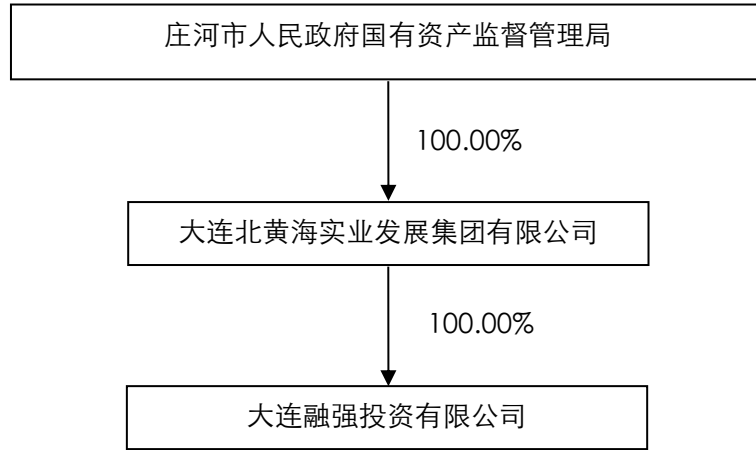 庄河市人民政府国有资产监督管理局
100.00%
大连北黄海实业发展集团有限公司
100.00%
大连融强投资有限公司